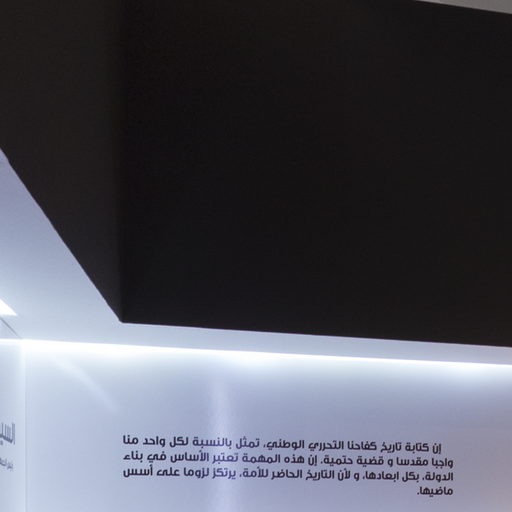 إن كتابة تاريخ كفاحنا التحرري الوطني، تمثل بالنسبة لكل واحد منا
واجبا مقدسا و قضية حتمية. إن هذه المهمة تعتبر الأساس في بناء
الدولة، بكل ابعادها، و لأن التاريخ الحاضر للأمة، يرتكز لزوما على أسس
ماضيها.